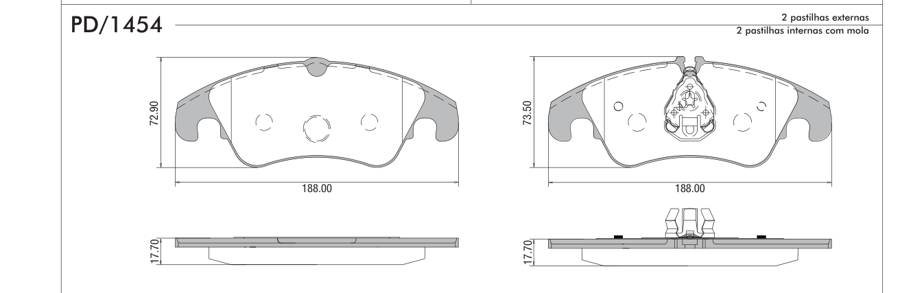 PD/1454
2 pastilhas externas
2 pastilhas internas com mola
72.90
188.00
73.50
188.00
17.70
17.70